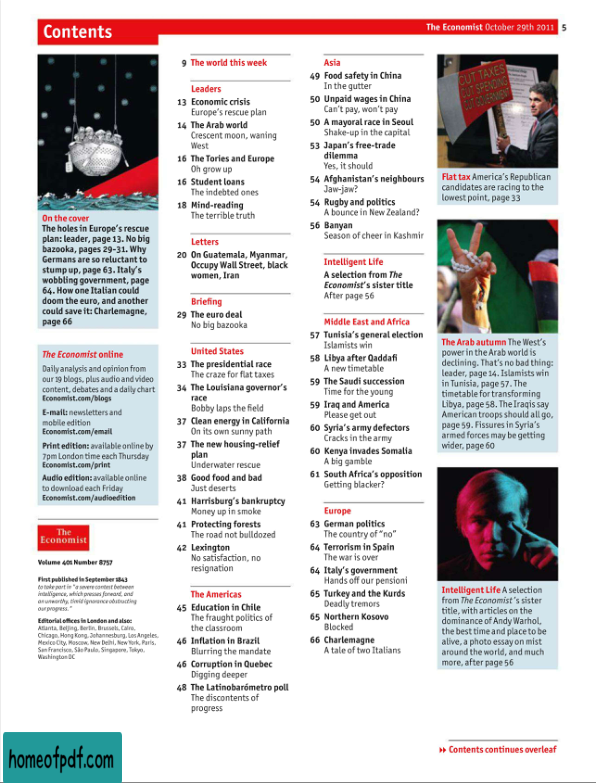 Contents
The Economist October 29th 2011 5
On the cover
The holes in Europe's rescue
plan: leader, page 13. No big
bazooka, pages 29-31. Why
Germans are so reluctant to
stump up, page 63. Italy's
wobbling government, page
64. How one Italian could
doom the euro, and another
could save it: Charlemagne,
page 66
The Economist online
Daily analysis and opinion from
our 19 blogs, plus audio and video
content, debates and a daily chart
Economist.com/blogs
E-mail: newsletters and
mobile edition
Economist.com/email
Print edition: available online by
7pm London time each Thursday
Economist.com/print
Audio edition: available online
to download each Friday
Economist.com/audioedition
The
Economist
Volume 401 Number 8757
First published in September 1843
to take part in "a severe contest between
intelligence, which presses forward, and
an unworthy, timid ignorance obstructing
our progress."
Editorial offices in London and also:
Atlanta, Beijing, Berlin, Brussels, Cairo,
Chicago, Hong Kong, Johannesburg, Los Angeles,
Mexico City, Moscow, New Delhi, New York, Paris,
San Francisco, São Paulo, Singapore, Tokyo,
Washington DC
9 The world this week
Leaders
13 Economic crisis
Europe's rescue plan
14 The Arab world
Crescent moon, waning
West
16 The Tories and Europe
Oh grow up
16 Student loans
The indebted ones
18 Mind-reading
The terrible truth
Letters
20 On Guatemala, Myanmar,
Occupy Wall Street, black
women, Iran
Briefing
29 The euro deal
No big bazooka
United States
33 The presidential race
The craze for flat taxes
34 The Louisiana governor's
race
Bobby laps the field
37 Clean energy in California
On its own sunny path
37 The new housing-relief
plan
Underwater rescue
38 Good food and bad
Just deserts
41 Harrisburg's bankruptcy
Money up in smoke
41 Protecting forests
The road not bulldozed
42 Lexington
No satisfaction, no
resignation
The Americas
45 Education in Chile
The fraught politics of
the classroom
46 Inflation in Brazil
Blurring the mandate
46 Corruption in Quebec
Digging deeper
48 The Latinobarómetro poll
The discontents of
progress
Asia
49 Food safety in China
In the gutter
50 Unpaid wages in China
Can't pay, won't pay
50 A mayoral race in Seoul
Shake-up in the capital
53 Japan's free-trade
dilemma
Yes, it should
54 Afghanistan's neighbours
Jaw-jaw?
54 Rugby and politics
A bounce in New Zealand?
56 Banyan
Season of cheer in Kashmir
Intelligent Life
A selection from The
Economist's sister title
After page 56
Middle East and Africa
57 Tunisia's general election
Islamists win
58 Libya after Qaddafi
A new timetable
59 The Saudi succession
Time for the young
59 Iraq and America
Please get out
60 Syria's army defectors
Cracks in the army
60 Kenya invades Somalia
A big gamble
61 South Africa's opposition
Getting blacker?
Europe
63 German politics
The country of "no"
64 Terrorism in Spain
The war is over
64 Italy's government
Hands off our pensioni
65 Turkey and the Kurds
Deadly tremors
65 Northern Kosovo
Blocked
66 Charlemagne
A tale of two Italians
CUT TAXES
CUT SPENDING
CUT GOVERNMENT
Flat tax America's Republican
candidates are racing to the
lowest point, page 33
The Arab autumn The West's
power in the Arab world is
declining. That's no bad thing:
leader, page 14. Islamists win
in Tunisia, page 57. The
timetable for transforming
Libya, page 58. The Iraqis say
American troops should all go,
page 59. Fissures in Syria's
armed forces may be getting
wider, page 60
Intelligent Life A selection
from The Economist's sister
title, with articles on the
dominance of Andy Warhol,
the best time and place to be
alive, a photo essay on mist
around the world, and much
more, after page 56
Contents continues overleaf
homeofpdf.com